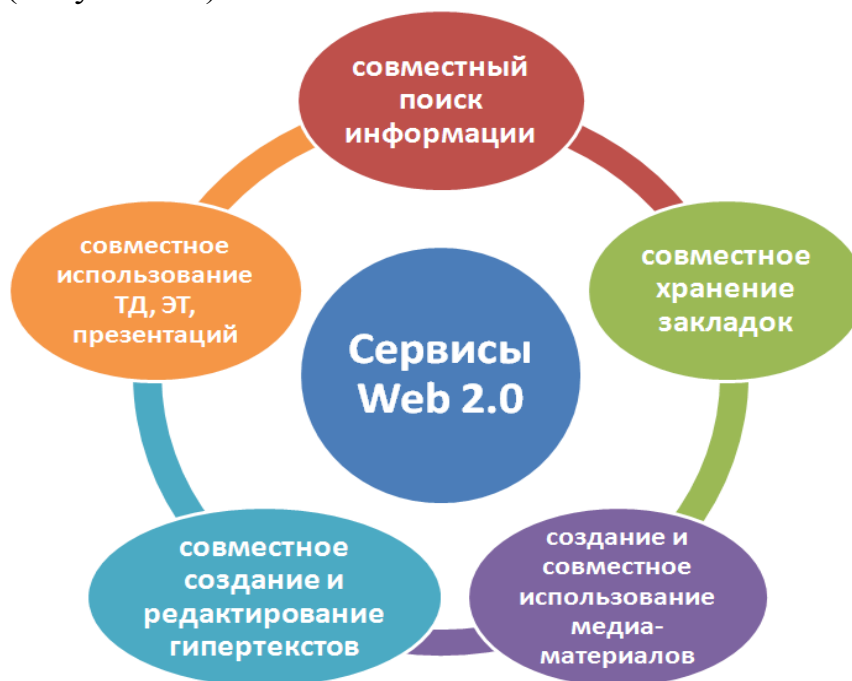 совместный
поиск
информации
совместное
хранение
закладок
создание и
совместное
использование
медиа-
материалов
совместное
создание и
редактирование
гипертекстов
совместное
использование
ТД, ЭТ,
презентаций
Сервисы
Web 2.0